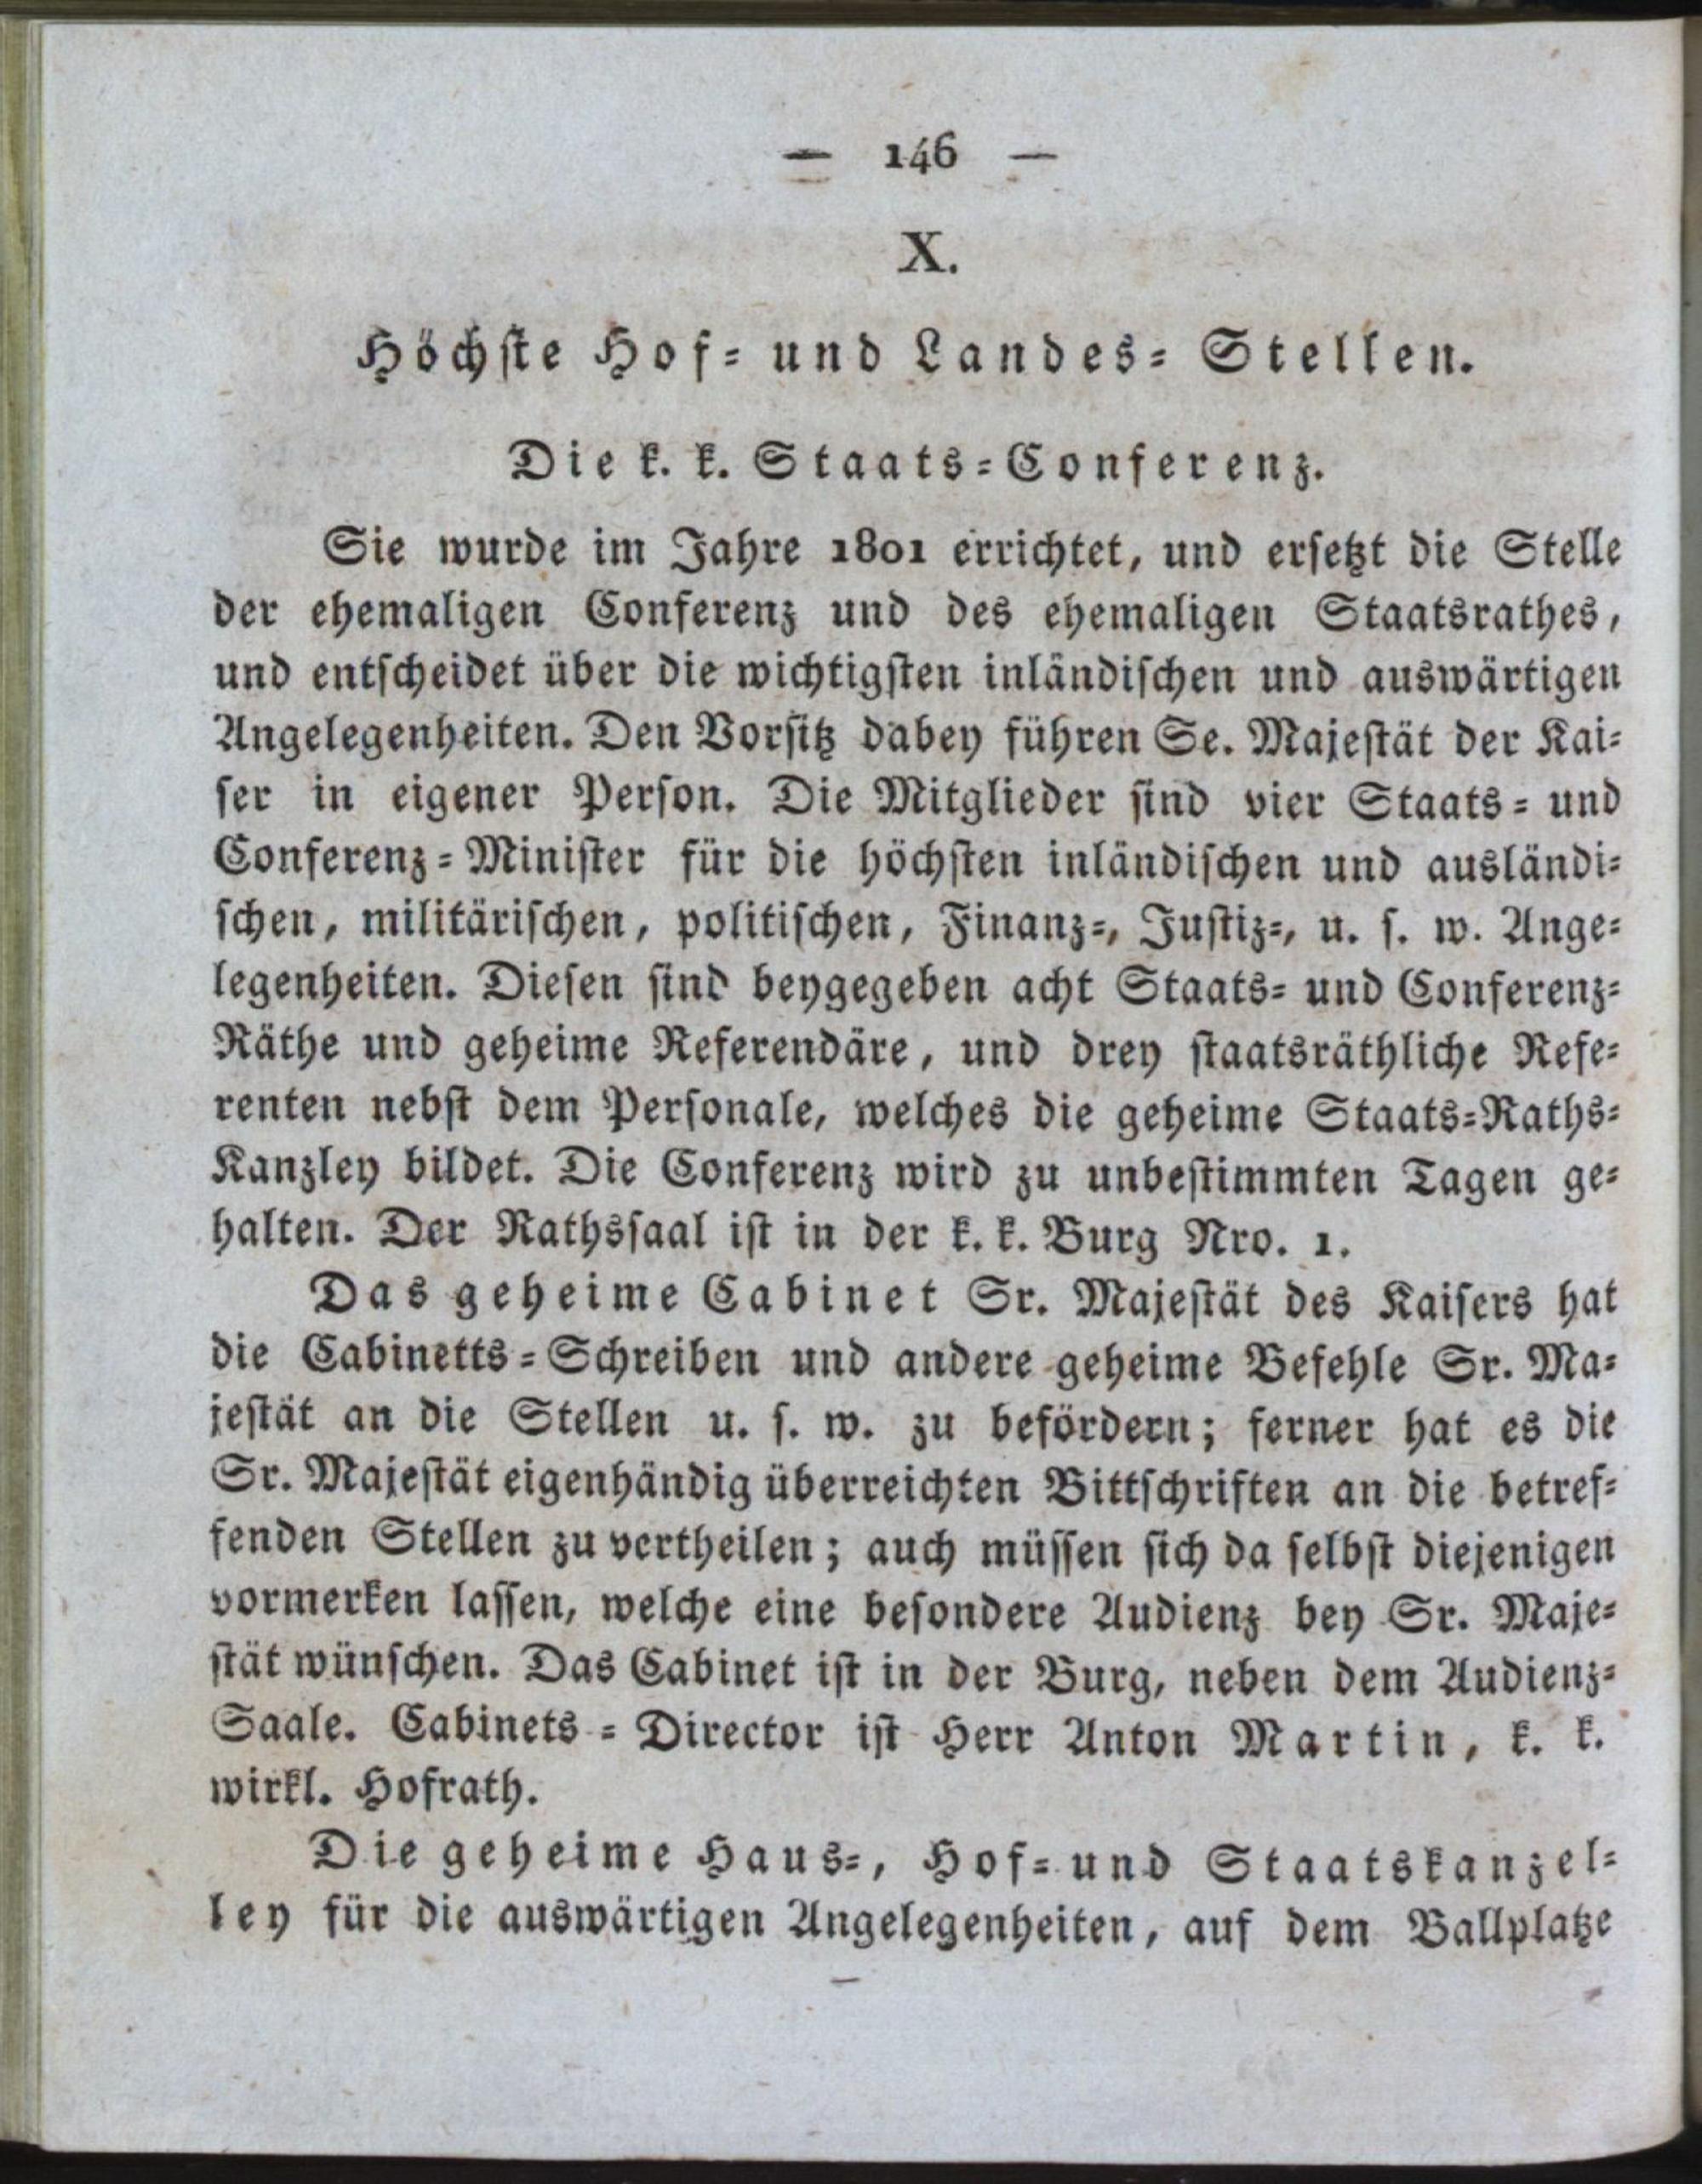 — 146 —
X.
Höchste Hof- und Landes-Stellen.
Die k. k. Staats-Conferenz.
Sie wurde im Jahre 1801 errichtet, und ersetzt die Stelle
der ehemaligen Conferenz und des ehemaligen Staatsrathes,
und entscheidet über die wichtigsten inländischen und auswärtigen
Angelegenheiten. Den Vorsitz dabey führen Se. Majestät der Kai-
ser in eigener Person. Die Mitglieder sind vier Staats- und
Conferenz-Minister für die höchsten inländischen und ausländi-
schen, militärischen, politischen, Finanz-, Justiz-, u. s. w. Ange-
legenheiten. Diesen sind beygegeben acht Staats- und Conferenz-
Räthe und geheime Referendäre, und drey staatsräthliche Refe-
renten nebst dem Personale, welches die geheime Staats-Raths-
Kanzley bildet. Die Conferenz wird zu unbestimmten Tagen ge-
halten. Der Rathssaal ist in der k. k. Burg Nro. 1.
Das geheime Cabinet Sr. Majestät des Kaisers hat
die Cabinetts-Schreiben und andere geheime Befehle Sr. Ma-
jestät an die Stellen u. s. w. zu befördern; ferner hat es die
Sr. Majestät eigenhändig überreichten Bittschriften an die betref-
fenden Stellen zu vertheilen; auch müssen sich da selbst diejenigen
vormerken lassen, welche eine besondere Audienz bey Sr. Maje-
stät wünschen. Das Cabinet ist in der Burg, neben dem Audienz-
Saale. Cabinets-Director ist Herr Anton Martin, k. k.
wirkl. Hofrath.
Die geheime Haus-, Hof- und Staatskanzel-
ley für die auswärtigen Angelegenheiten, auf dem Ballplatze